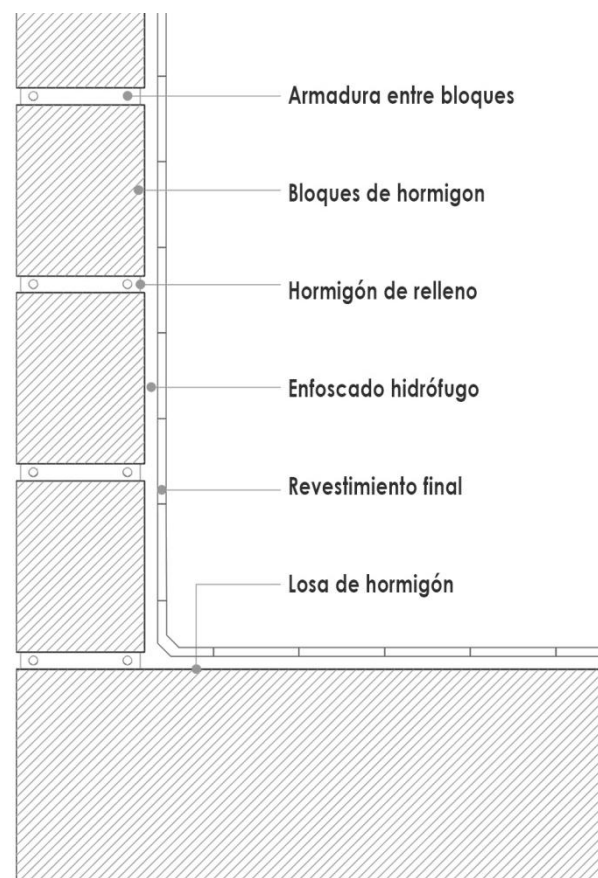 Armadura entre bloques
Bloques de hormigon
Hormigón de relleno
Enfoscado hidrófugo
Revestimiento final
Losa de hormigón